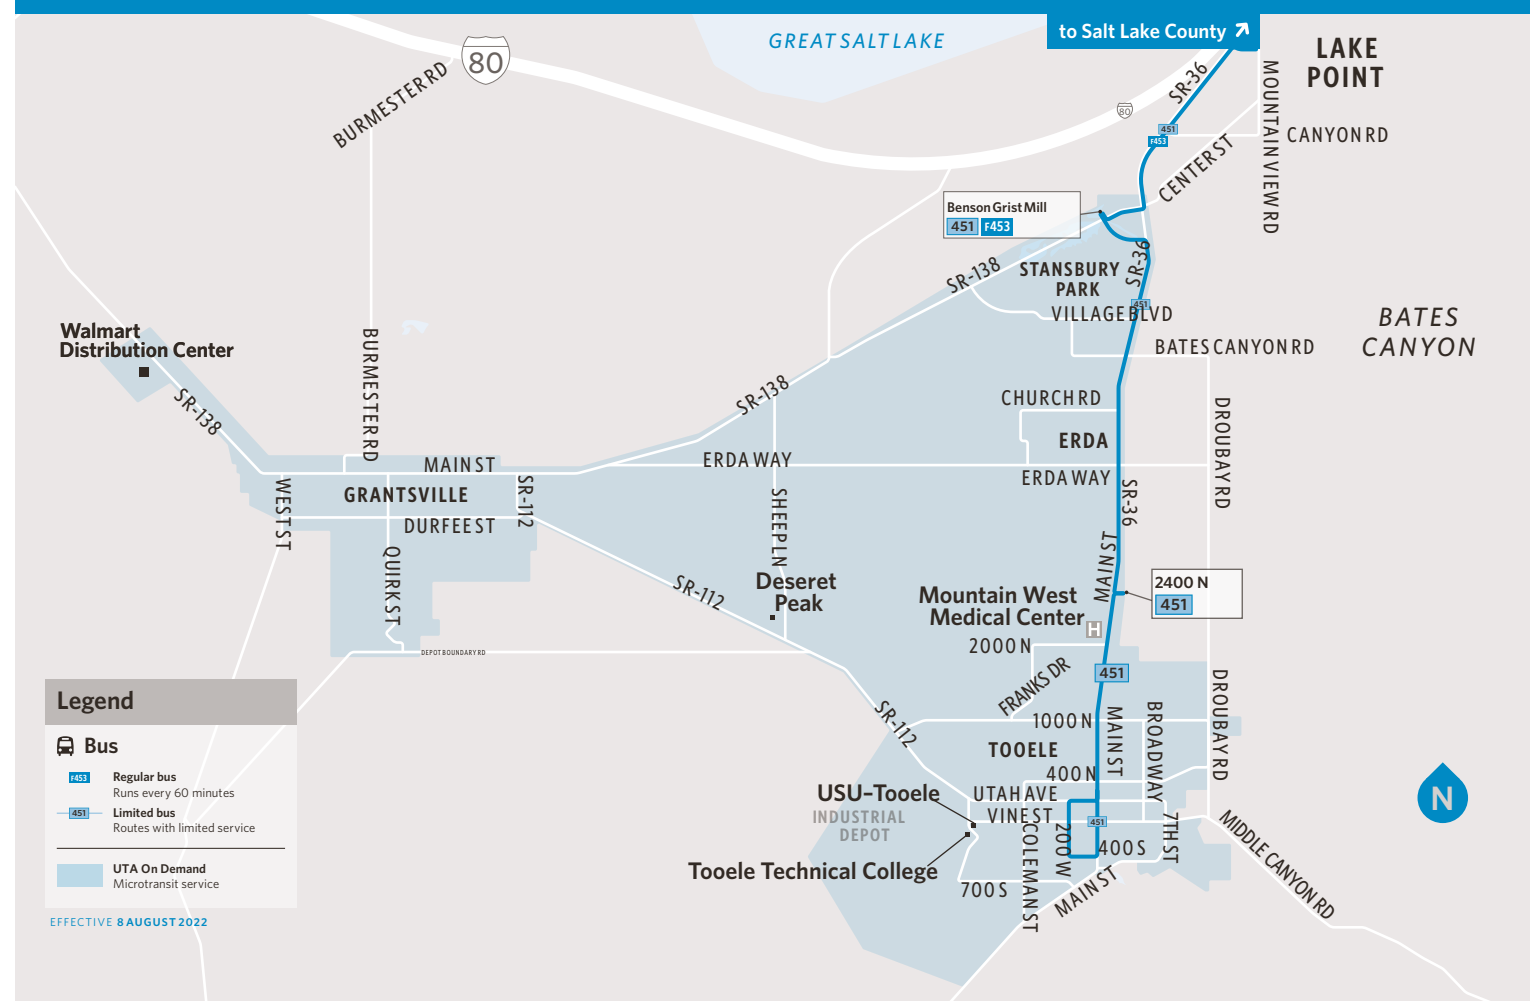 to Salt Lake County
GREAT SALT LAKE
LAKE
POINT
80
BURMESTER RD
SR-36
MOUNTAIN VIEW RD
80
451
F453
CANYON RD
CENTER ST
Benson Grist Mill
451 F453
SR-36
SR-138
STANSBURY
PARK
451
VILLAGE BLVD
BATES
CANYON
BATES CANYON RD
Walmart
Distribution Center
SR-138
BURMESTER RD
SR-138
CHURCH RD
DROUBAY RD
ERDA
MAIN ST
ERDA WAY
ERDA WAY
GRANTSVILLE
WEST ST
SR-112
SHEEP LN
SR-36
DURFEE ST
QUIRK ST
MAIN ST
SR-112
Deseret
Peak
Mountain West
Medical Center
H
2400 N
451
2000 N
DEPOT BOUNDARY RD
451
FRANKS DR
DROUBAY RD
SR-112
1000 N
MAIN ST
BROADWAY
TOOELE
400 N
USU–Tooele
UTAH AVE
INDUSTRIAL
DEPOT
VINE ST
451
7TH ST
MIDDLE CANYON RD
COLEMAN ST
200 W
400 S
Tooele Technical College
700 S
MAIN ST
N
Legend
Bus
F453
Regular bus
Runs every 60 minutes
451
Limited bus
Routes with limited service
UTA On Demand
Microtransit service
EFFECTIVE 8 AUGUST 2022